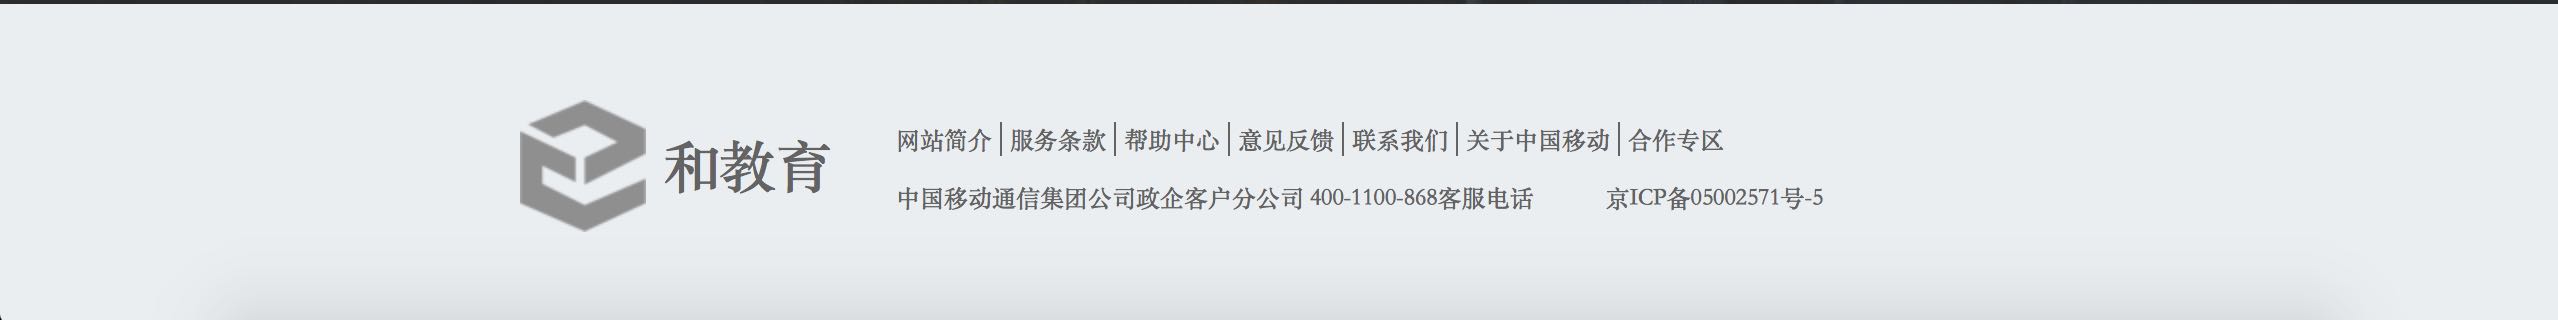 和教育
网站简介│服务条款│帮助中心│意见反馈│联系我们│关于中国移动│合作专区
中国移动通信集团公司政企客户分公司 400-1100-868客服电话 京ICP备05002571号-5